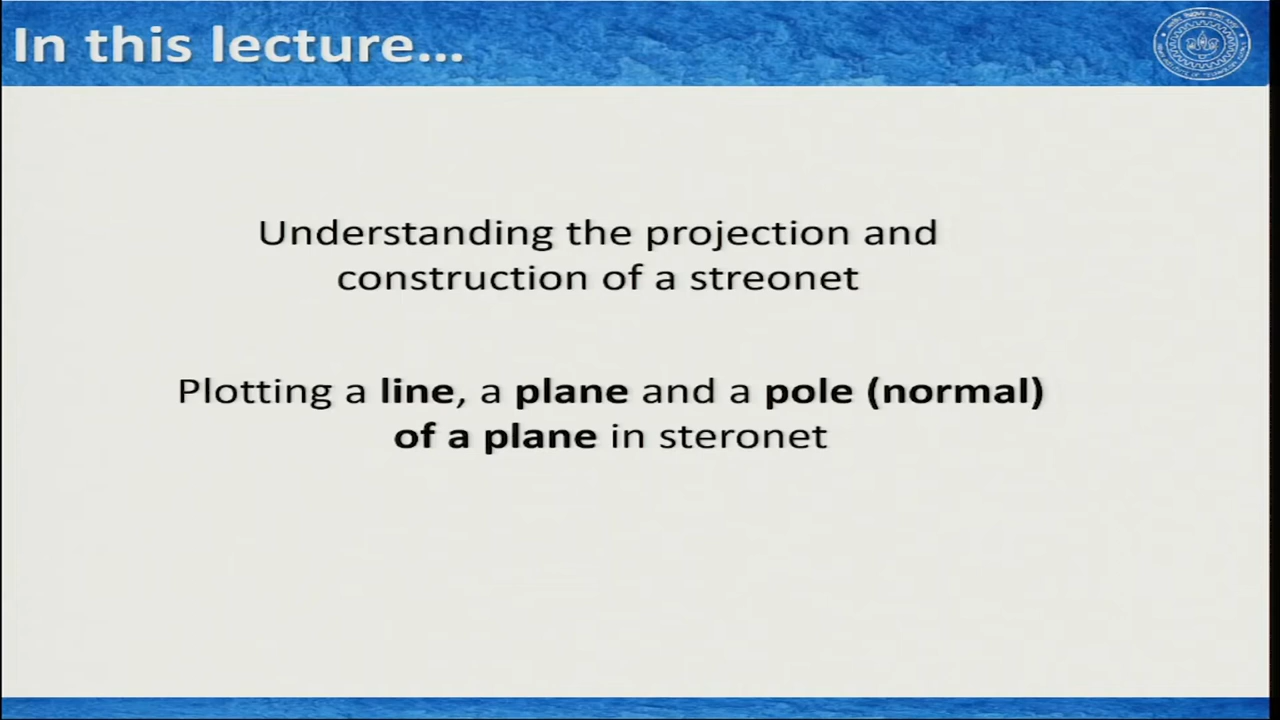 In this lecture...
Understanding the projection and
construction of a streonet
Plotting a line, a plane and a pole (normal)
of a plane in steronet